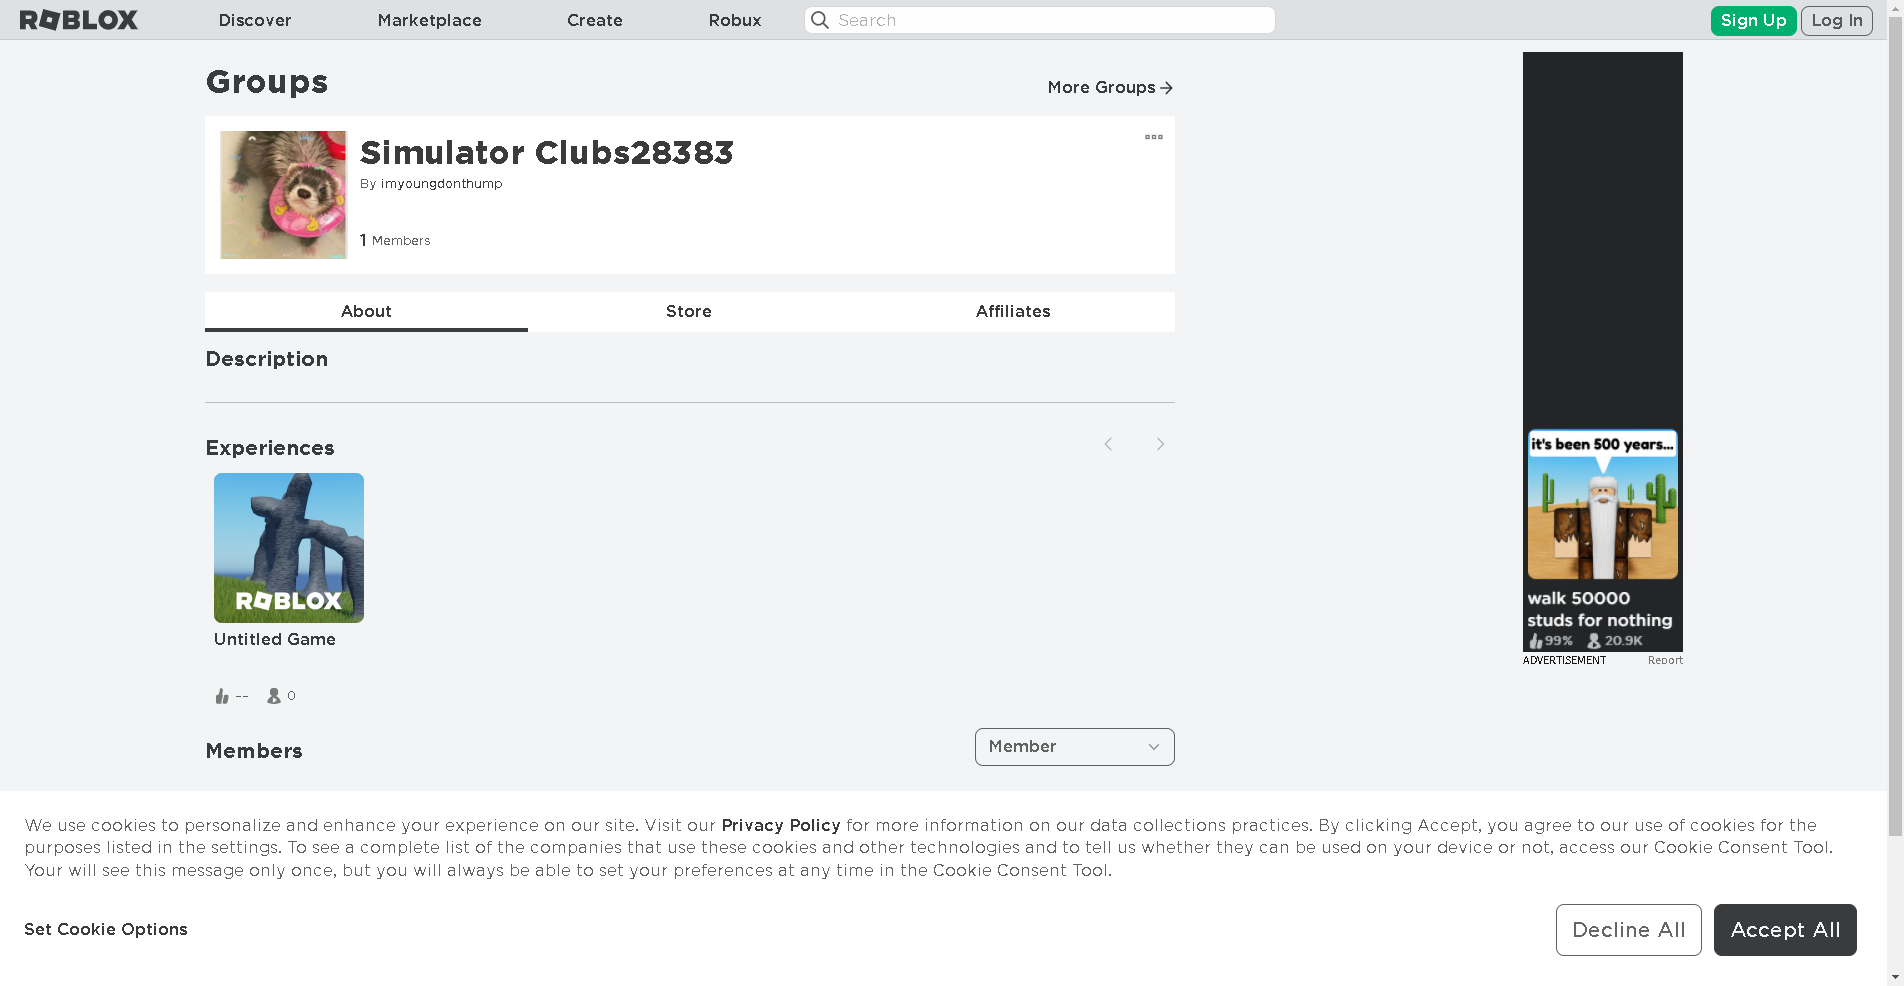 ROBLOX
Discover
Marketplace
Create
Robux
Search
Sign Up
Log In
Groups
More Groups
Simulator Clubs28383
By imyoungdonthump
1 Members
About
Store
Affiliates
Description
Experiences
ROBLOX
Untitled Game
--
0
it's been 500 years...
walk 50000
studs for nothing
99% 20.9K
ADVERTISEMENT
Report
Members
Member
We use cookies to personalize and enhance your experience on our site. Visit our Privacy Policy for more information on our data collections practices. By clicking Accept, you agree to our use of cookies for the
purposes listed in the settings. To see a complete list of the companies that use these cookies and other technologies and to tell us whether they can be used on your device or not, access our Cookie Consent Tool.
Your will see this message only once, but you will always be able to set your preferences at any time in the Cookie Consent Tool.
Set Cookie Options
Decline All
Accept All